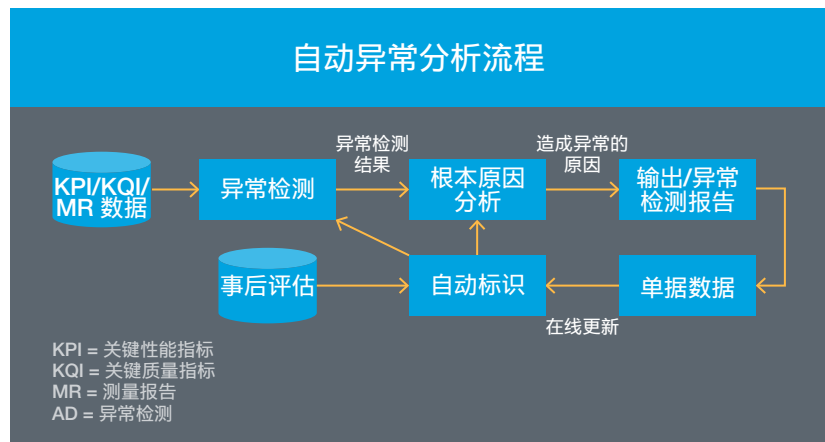 自动异常分析流程
异常检测
结果
造成异常的
原因
KPI/KQI/
MR 数据
异常检测
根本原因
分析
输出/异常
检测报告
事后评估
自动标识
单据数据
在线更新
KPI = 关键性能指标
KQI = 关键质量指标
MR = 测量报告
AD = 异常检测